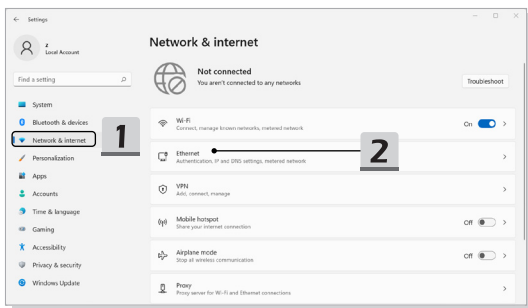 Settings
z
Local Account
Find a setting
System
Bluetooth & devices
Network & internet
Personalization
Apps
Accounts
Time & language
Gaming
Accessibility
Privacy & security
Windows Update
1
Network & internet
Not connected
You aren't connected to any networks
Troubleshoot
Wi-Fi
Connect, manage known networks, metered network
On
Ethernet
Authentication, IP and DNS settings, metered network
2
VPN
Add, connect, manage
Mobile hotspot
Share your internet connection
Off
Airplane mode
Stop all wireless communication
Off
Proxy
Proxy server for Wi-Fi and Ethernet connections